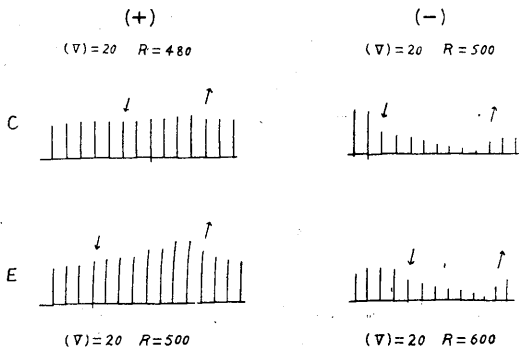 (+) (-)
(∇)=20 R=480 (∇)=20 R=500
C
E
(∇)=20 R=500 (∇)=20 R=600